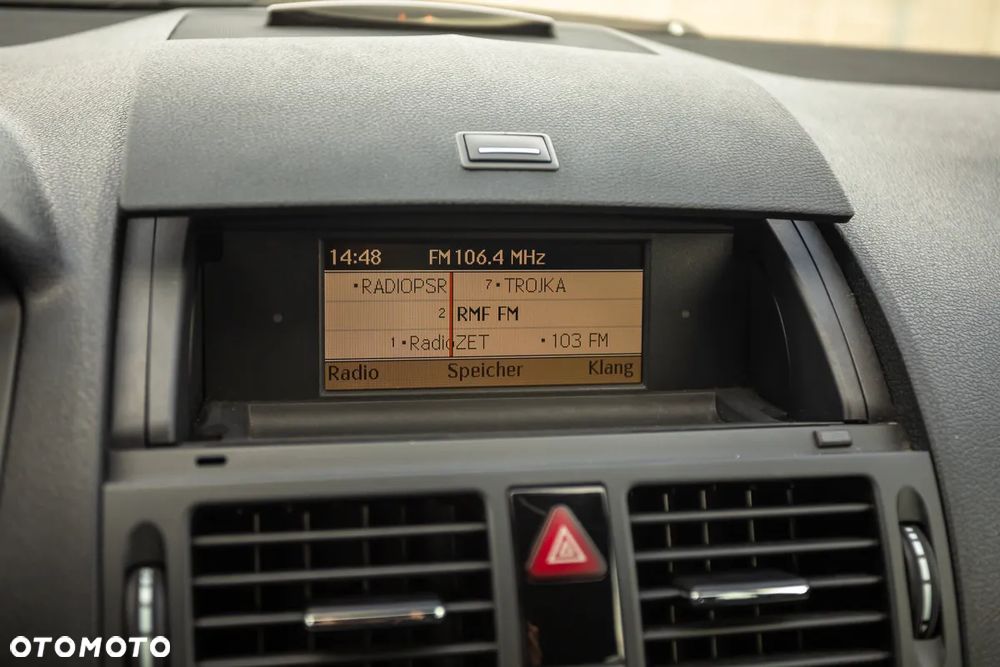 14:48 FM 106.4 MHz
•RADIOPSR 7•TROJKA
2 RMF FM
1•RadioZET •103 FM
Radio Speicher Klang
OTOMOTO